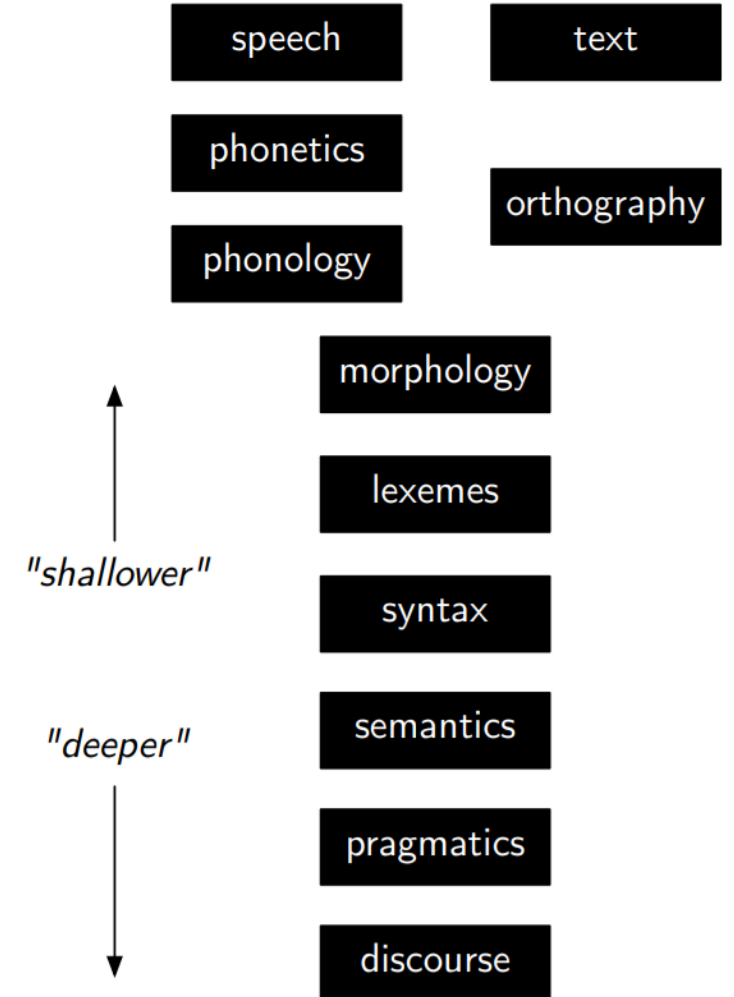 speech
text
phonetics
orthography
phonology
morphology
lexemes
"shallower"
syntax
semantics
"deeper"
pragmatics
discourse